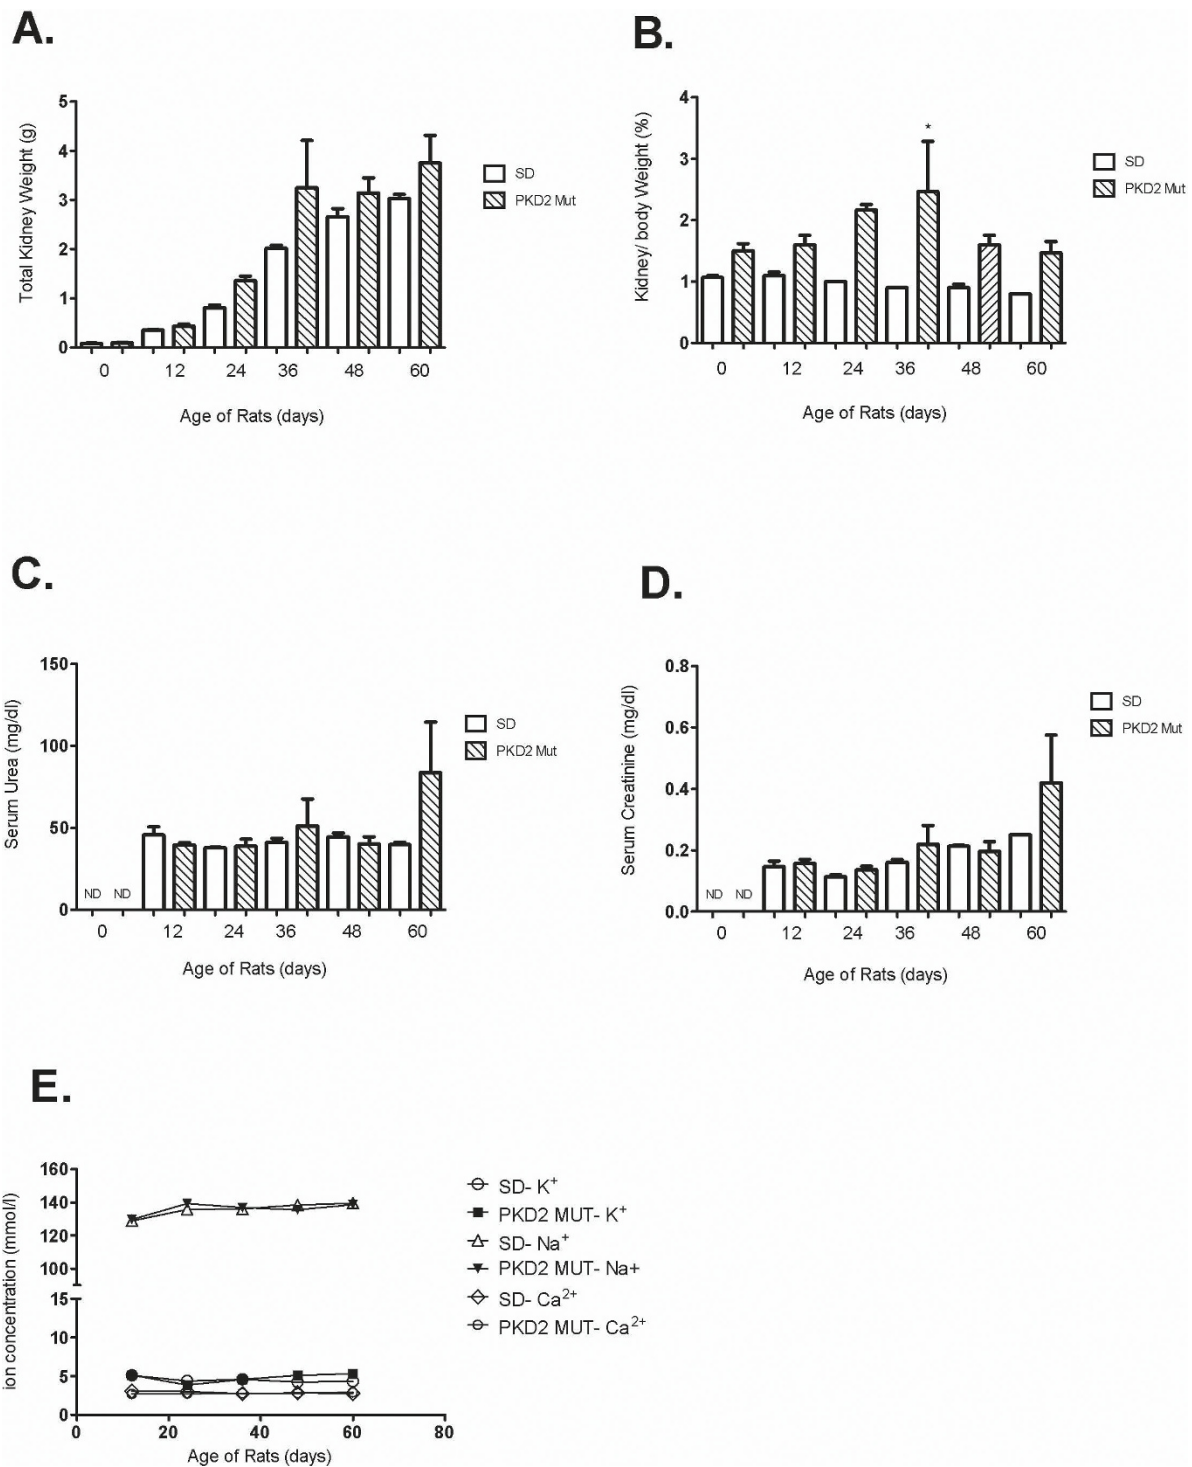 A.
Total Kidney Weight (g)
5
4
3
2
1
0
0 12 24 36 48 60
Age of Rats (days)
SD
PKD2 Mut
B.
Kidney/ body Weight (%)
4
3
2
1
0
*
0 12 24 36 48 60
Age of Rats (days)
SD
PKD2 Mut
C.
Serum Urea (mg/dl)
150
100
50
0
ND ND
0 12 24 36 48 60
Age of Rats (days)
SD
PKD2 Mut
D.
Serum Creatinine (mg/dl)
0.8
0.6
0.4
0.2
0.0
ND ND
0 12 24 36 48 60
Age of Rats (days)
SD
PKD2 Mut
E.
ion concentration (mmol/l)
160
140
120
100
15
10
5
0
0 20 40 60 80
Age of Rats (days)
SD- K⁺
PKD2 MUT- K⁺
SD- Na⁺
PKD2 MUT- Na+
SD- Ca²⁺
PKD2 MUT- Ca²⁺